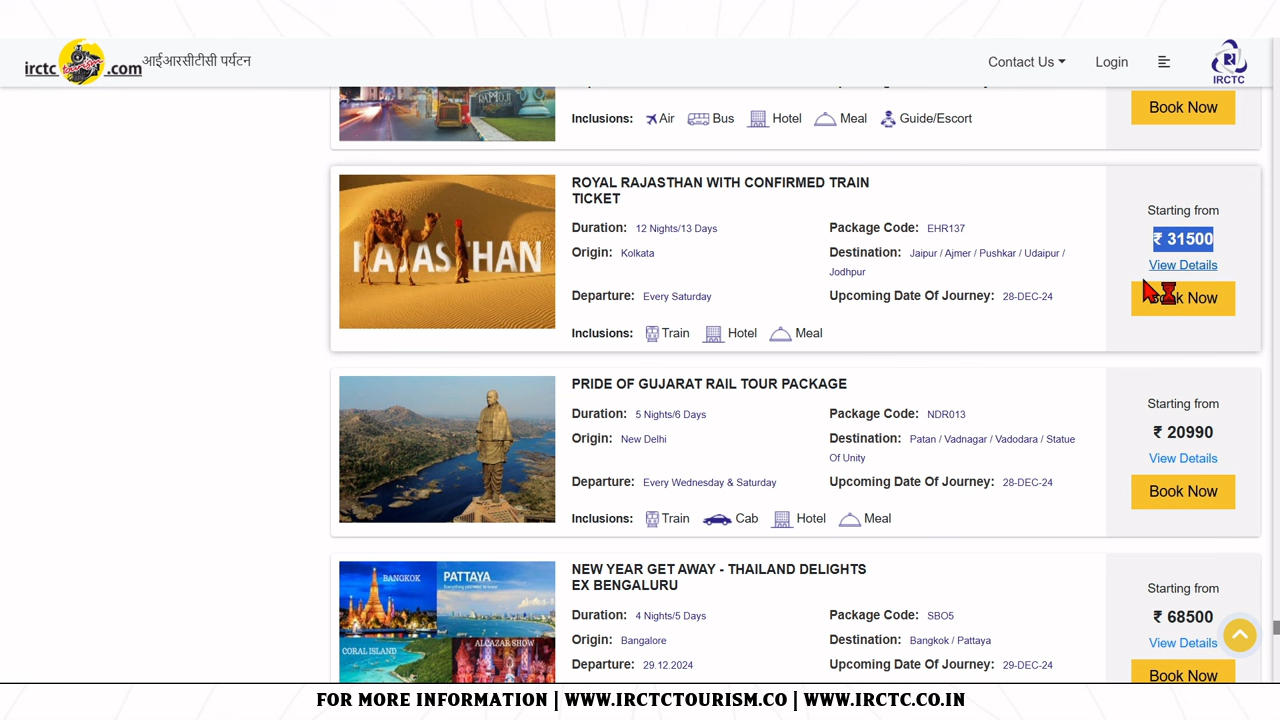 irctc .com आईआरसीटीसी पर्यटन
Contact Us
Login
IRCTC
RAMOJI
Inclusions: Air Bus Hotel Meal Guide/Escort
Book Now
ROYAL RAJASTHAN WITH CONFIRMED TRAIN
TICKET
RAJASTHAN
Duration: 12 Nights/13 Days
Package Code: EHR137
Origin: Kolkata
Destination: Jaipur / Ajmer / Pushkar / Udaipur /
Jodhpur
Departure: Every Saturday
Upcoming Date Of Journey: 28-DEC-24
Inclusions: Train Hotel Meal
Starting from
₹ 31500
View Details
Book Now
PRIDE OF GUJARAT RAIL TOUR PACKAGE
Duration: 5 Nights/6 Days
Package Code: NDR013
Origin: New Delhi
Destination: Patan / Vadnagar / Vadodara / Statue
Of Unity
Departure: Every Wednesday & Saturday
Upcoming Date Of Journey: 28-DEC-24
Inclusions: Train Cab Hotel Meal
Starting from
₹ 20990
View Details
Book Now
BANGKOK
PATTAYA
CORAL ISLAND
ALCAZAR SHOW
NEW YEAR GET AWAY - THAILAND DELIGHTS
EX BENGALURU
Duration: 4 Nights/5 Days
Package Code: SBO5
Origin: Bangalore
Destination: Bangkok / Pattaya
Departure: 29.12.2024
Upcoming Date Of Journey: 29-DEC-24
Starting from
₹ 68500
View Details
Book Now
FOR MORE INFORMATION | WWW.IRCTCTOURISM.CO | WWW.IRCTC.CO.IN